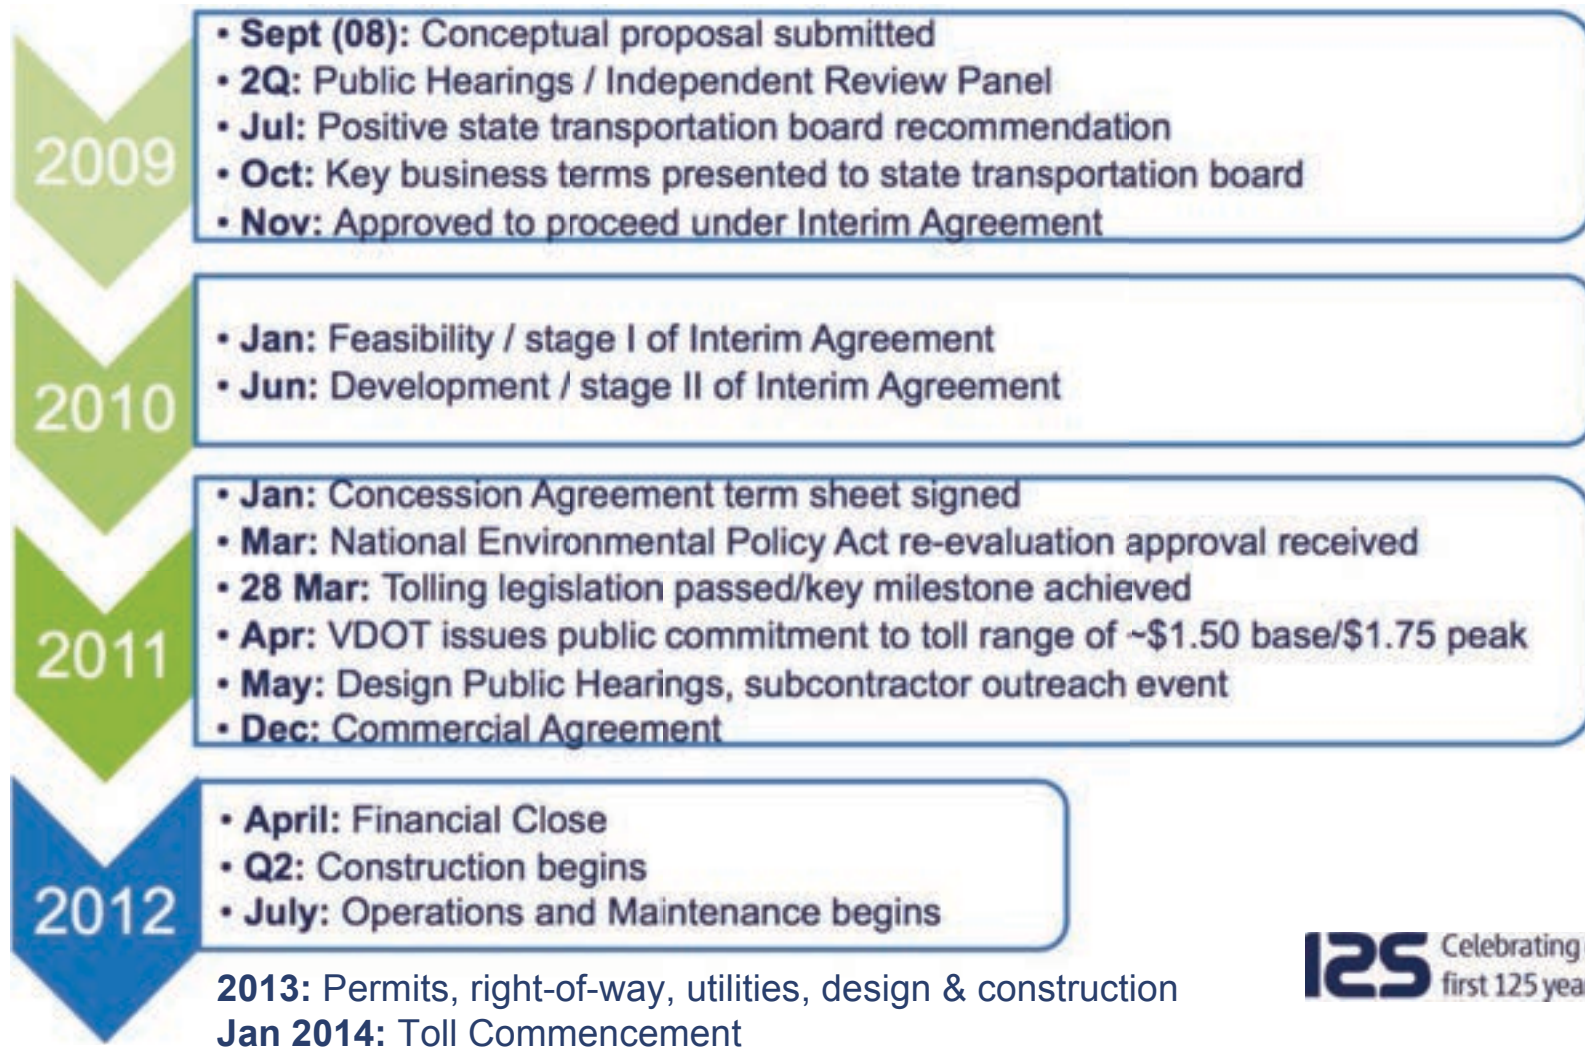 2009
• Sept (08): Conceptual proposal submitted
• 2Q: Public Hearings / Independent Review Panel
• Jul: Positive state transportation board recommendation
• Oct: Key business terms presented to state transportation board
• Nov: Approved to proceed under Interim Agreement
2010
• Jan: Feasibility / stage I of Interim Agreement
• Jun: Development / stage II of Interim Agreement
2011
• Jan: Concession Agreement term sheet signed
• Mar: National Environmental Policy Act re-evaluation approval received
• 28 Mar: Tolling legislation passed/key milestone achieved
• Apr: VDOT issues public commitment to toll range of ~$1.50 base/$1.75 peak
• May: Design Public Hearings, subcontractor outreach event
• Dec: Commercial Agreement
2012
• April: Financial Close
• Q2: Construction begins
• July: Operations and Maintenance begins
2013: Permits, right-of-way, utilities, design & construction
Jan 2014: Toll Commencement
125
Celebrating
first 125